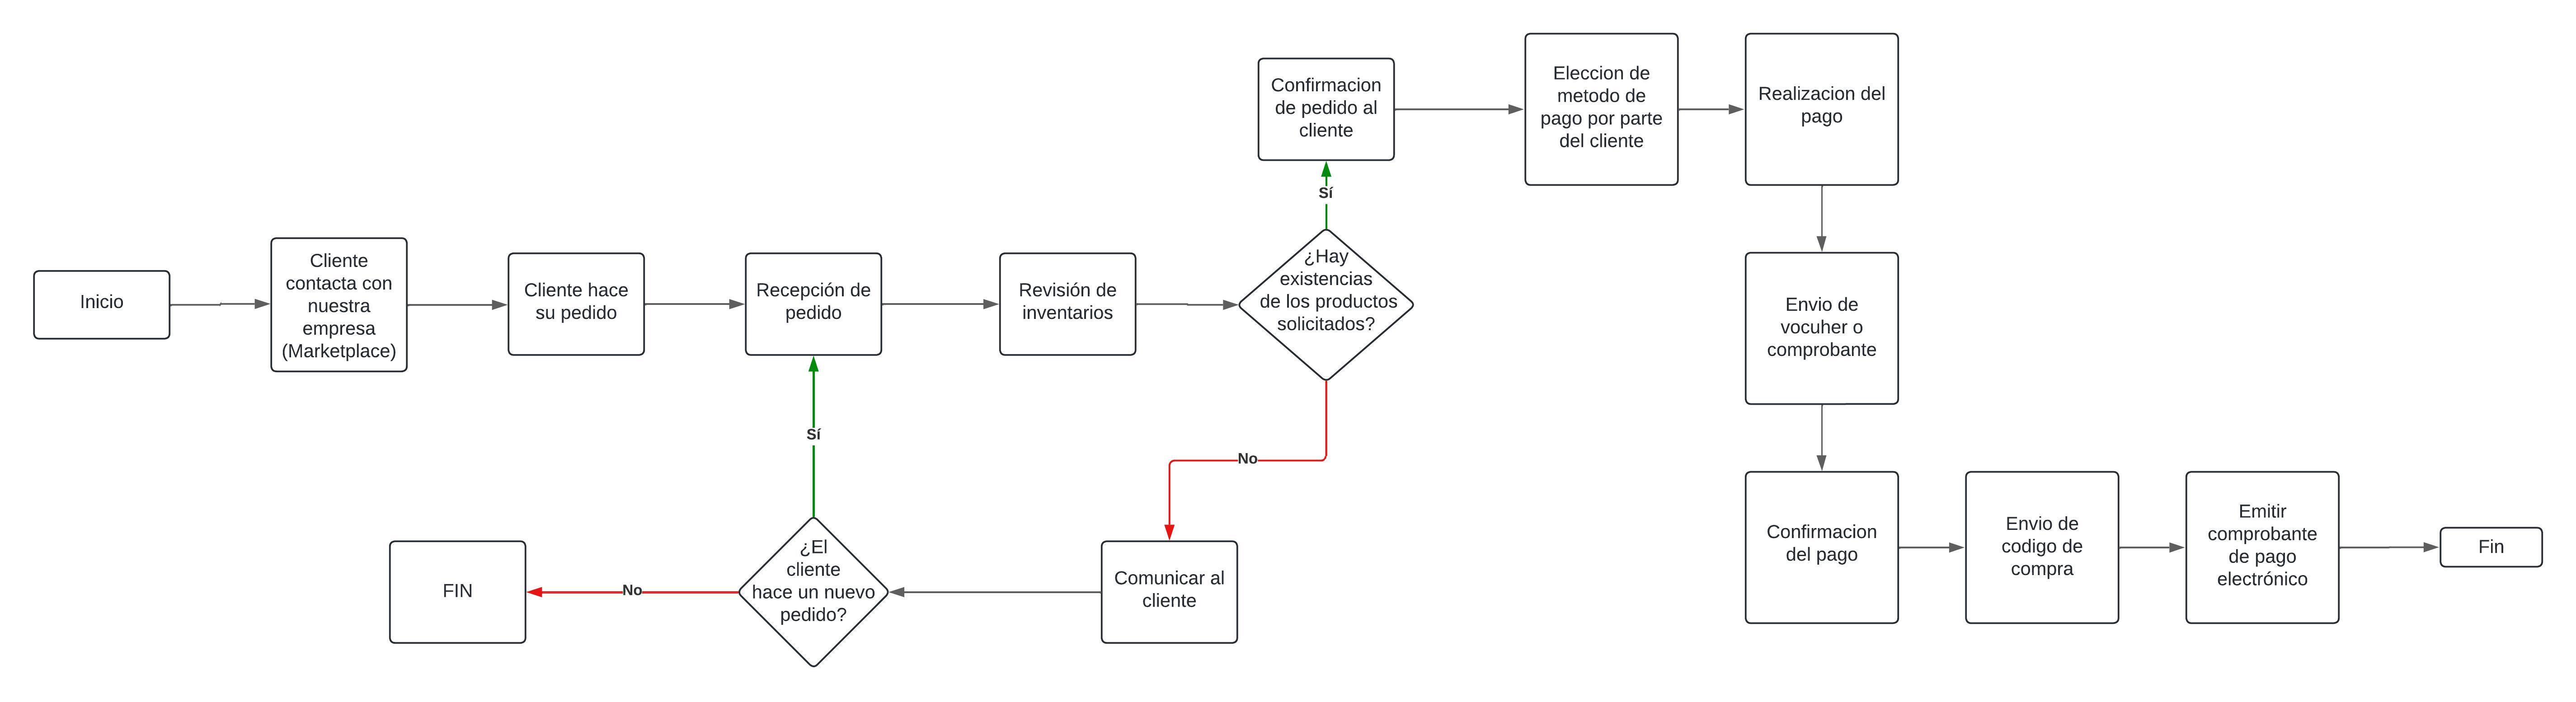 Inicio
Cliente
contacta con
nuestra
empresa
(Marketplace)
Cliente hace
su pedido
Recepción de
pedido
Revisión de
inventarios
¿Hay
existencias
de los productos
solicitados?
Sí
Confirmacion
de pedido al
cliente
Eleccion de
metodo de
pago por parte
del cliente
Realizacion del
pago
Envio de
vocuher o
comprobante
Confirmacion
del pago
Envio de
codigo de
compra
Emitir
comprobante
de pago
electrónico
Fin
No
Comunicar al
cliente
¿El
cliente
hace un nuevo
pedido?
Sí
No
FIN